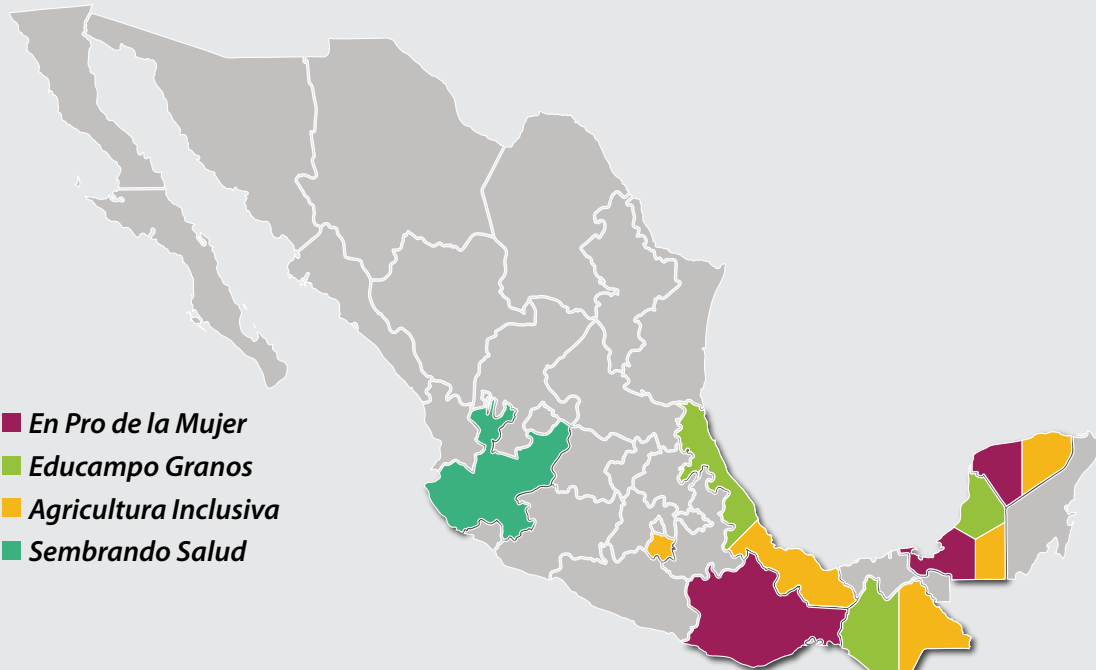 En Pro de la Mujer
Educampo Granos
Agricultura Inclusiva
Sembrando Salud